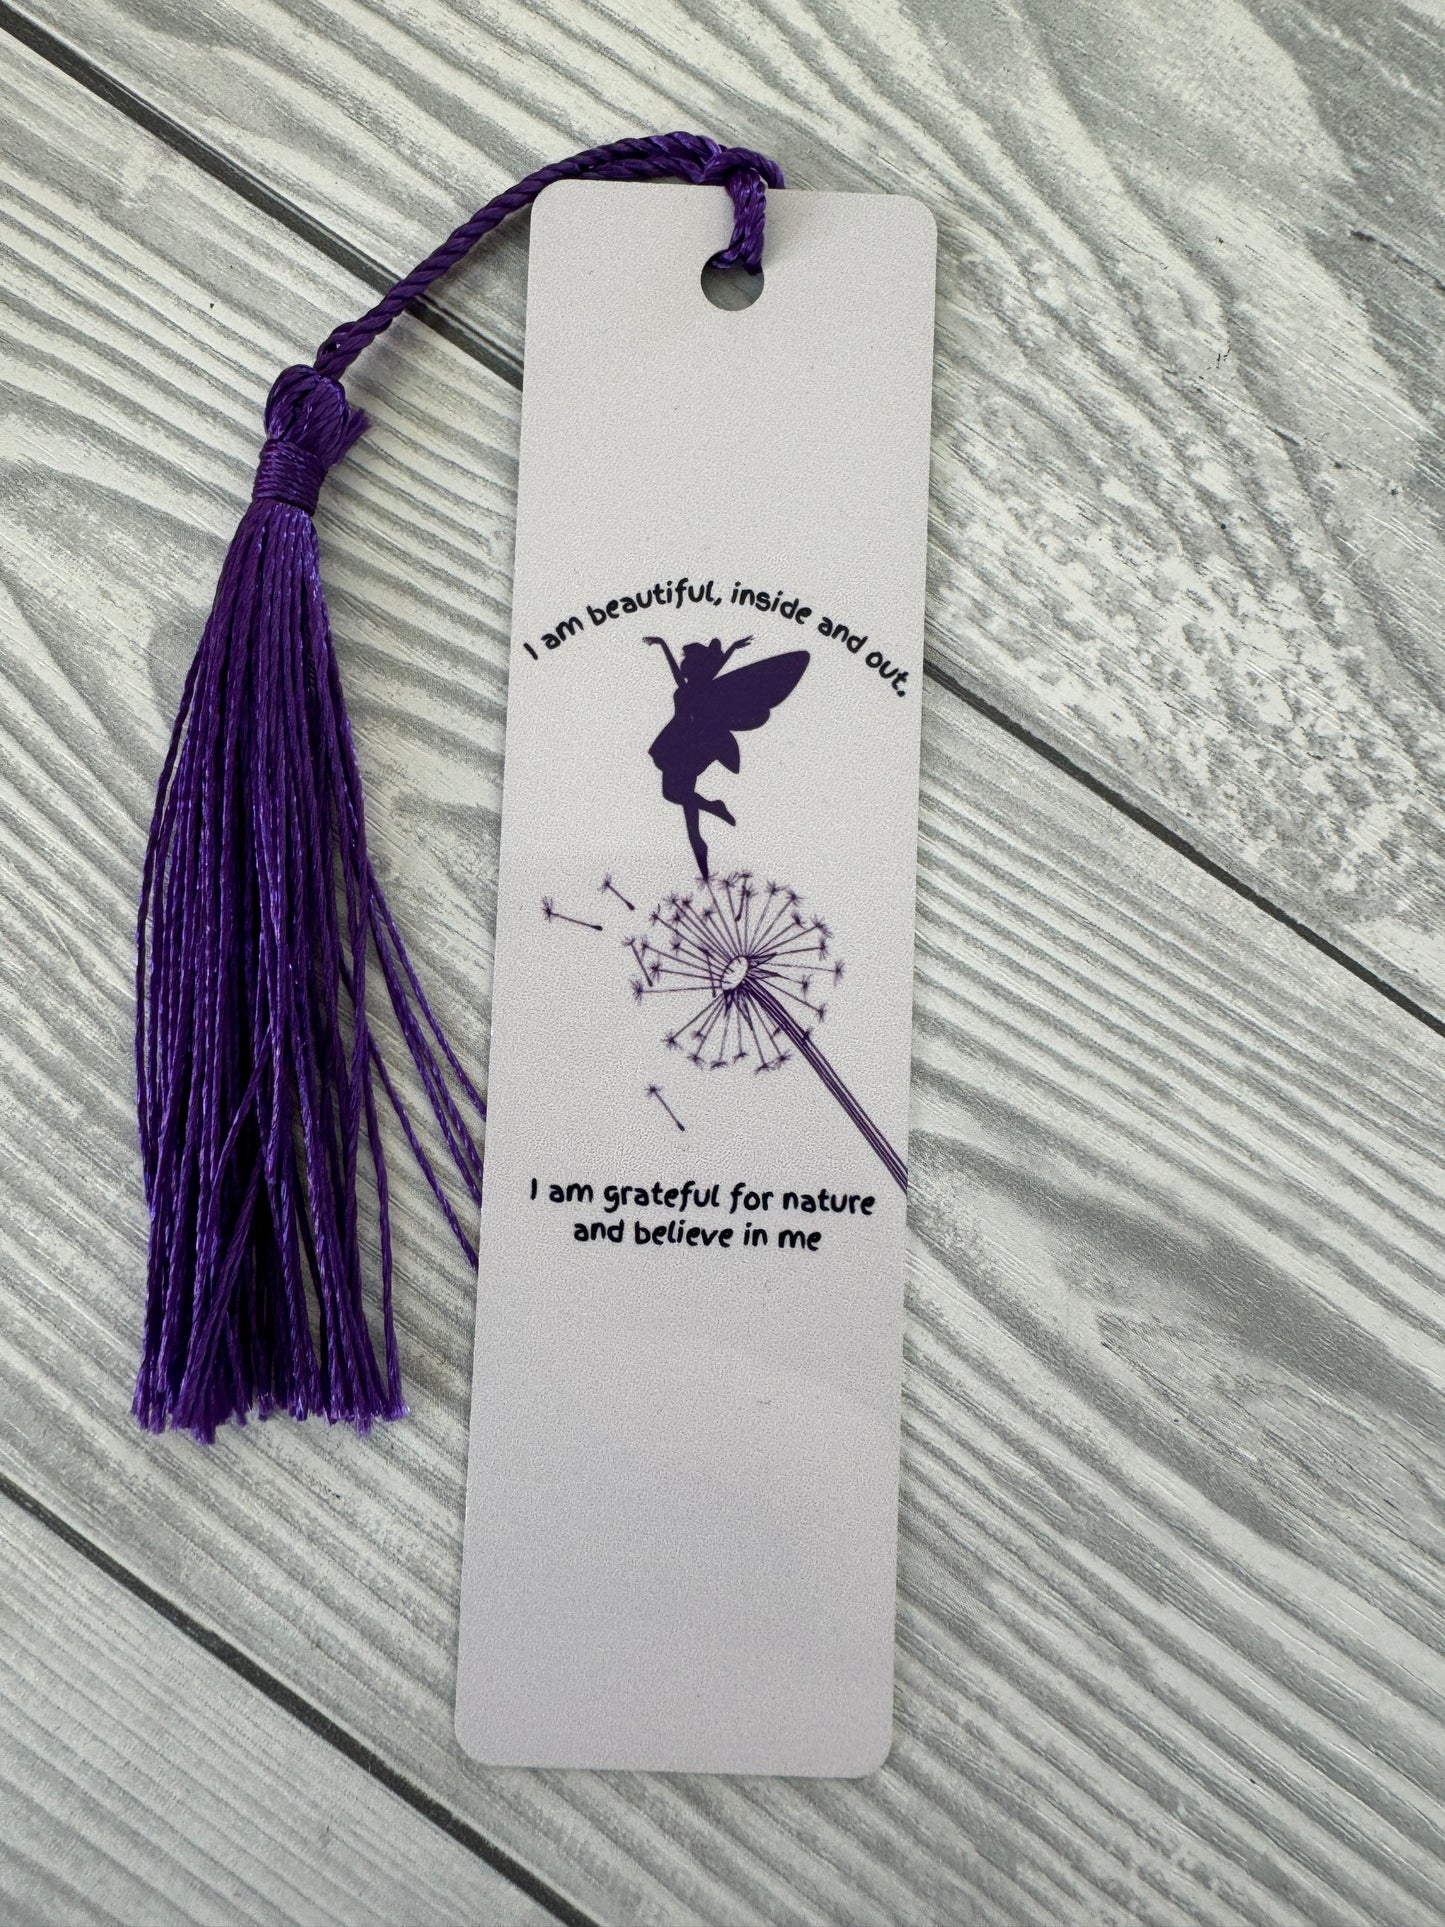 I am beautiful, inside and out.
I am grateful for nature
and believe in me